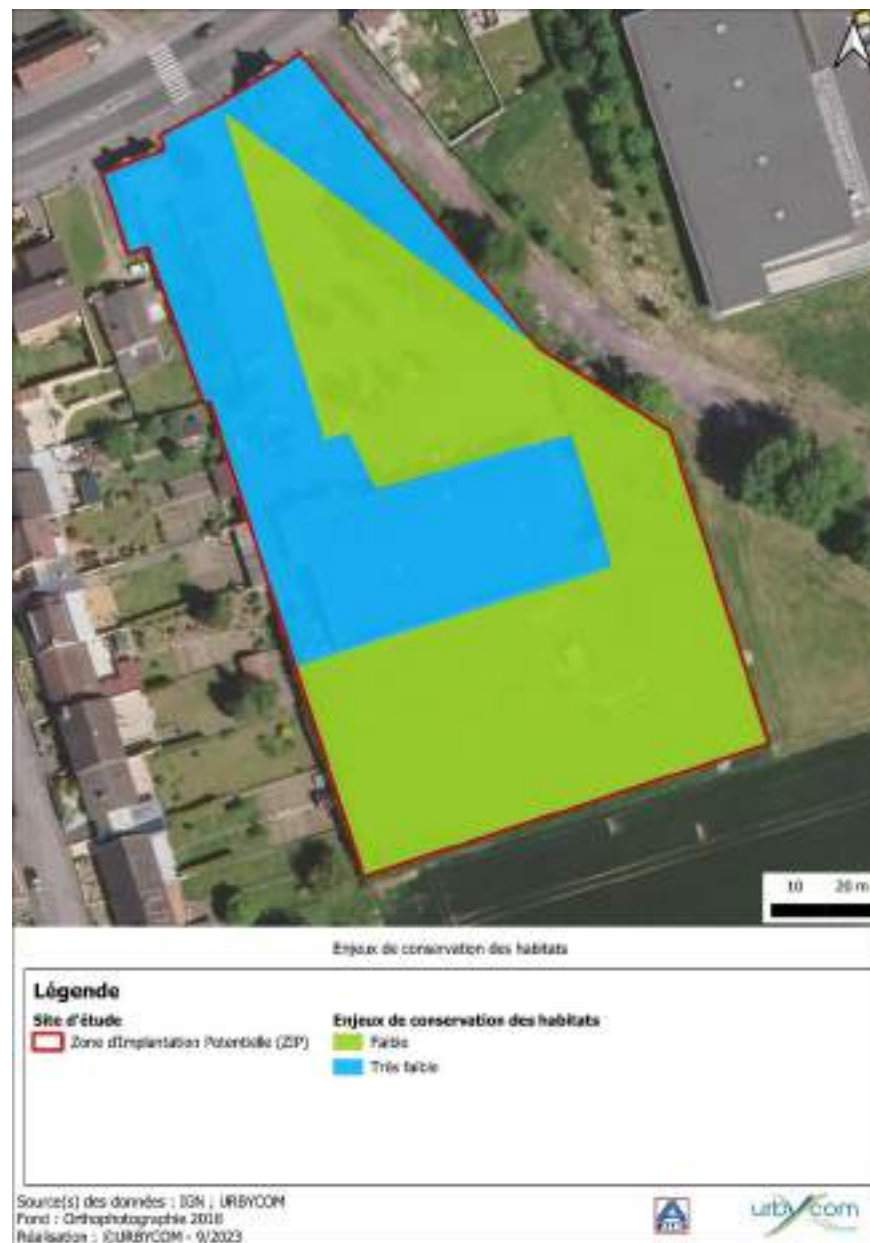 10 20 m
Enjeux de conservation des habitats
Légende
Site d'étude
Zone d'Implantation Potentielle (ZIP)
Enjeux de conservation des habitats
Faible
Très faible
Source(s) des données : IGN ; URBYCOM
Fond : Orthophotographie 2018
Réalisation : ©URBYCOM - 9/2023
urbycom